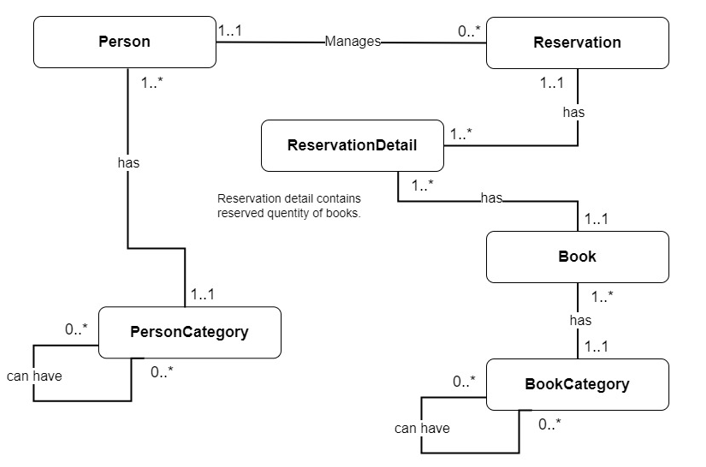 Person
1..1
Manages
0..*
Reservation
1..*
1..1
has
ReservationDetail
1..*
has
1..*
has
Reservation detail contains
reserved quentity of books.
1..1
Book
1..1
1..*
has
PersonCategory
0..*
1..1
can have
0..*
BookCategory
0..*
can have
0..*